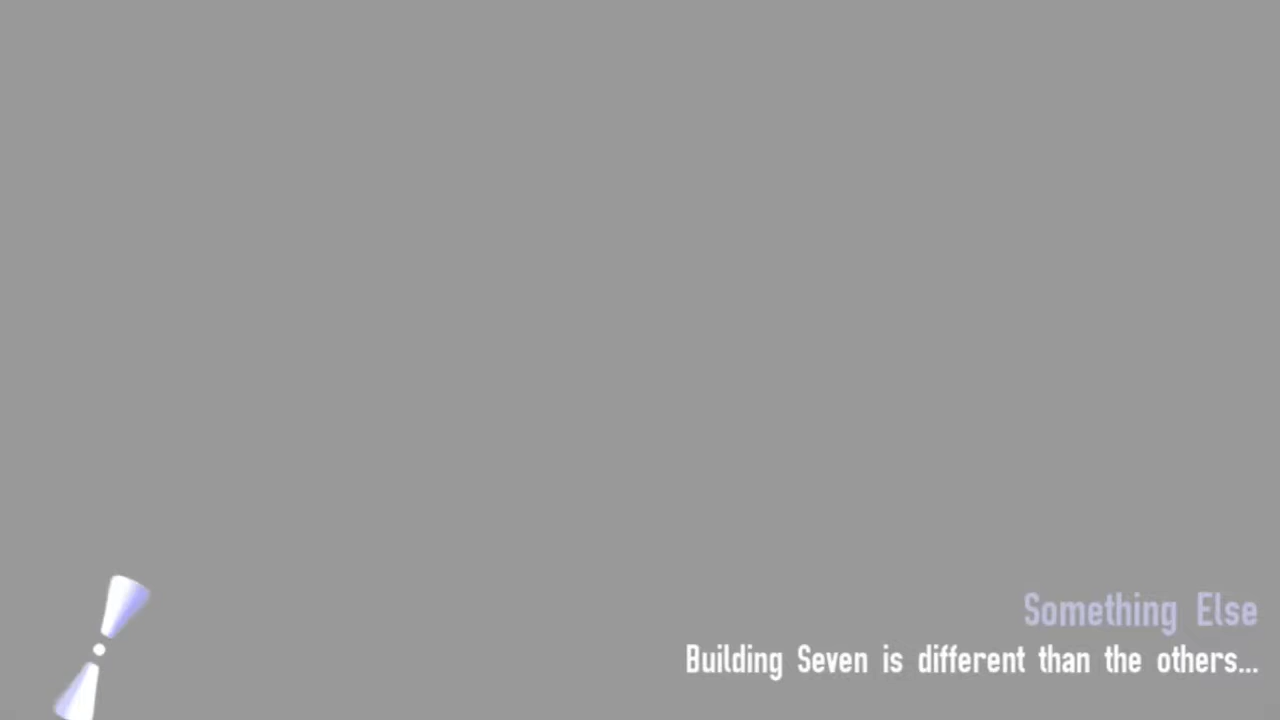 Something Else
Building Seven is different than the others...